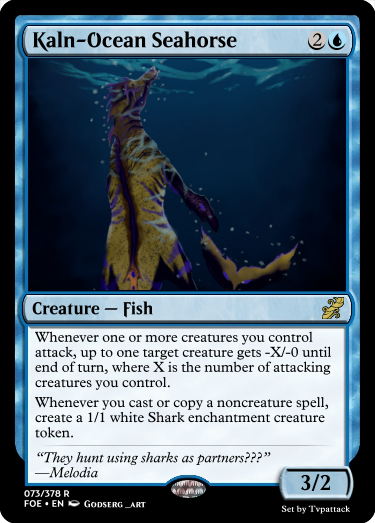 Kaln-Ocean Seahorse 2
Creature — Fish
Whenever one or more creatures you control
attack, up to one target creature gets -X/-0 until
end of turn, where X is the number of attacking
creatures you control.
Whenever you cast or copy a noncreature spell,
create a 1/1 white Shark enchantment creature
token.
"They hunt using sharks as partners???"
—Melodia
3/2
073/378 R
FOE • EN Godserg _art
Set by Tvpattack